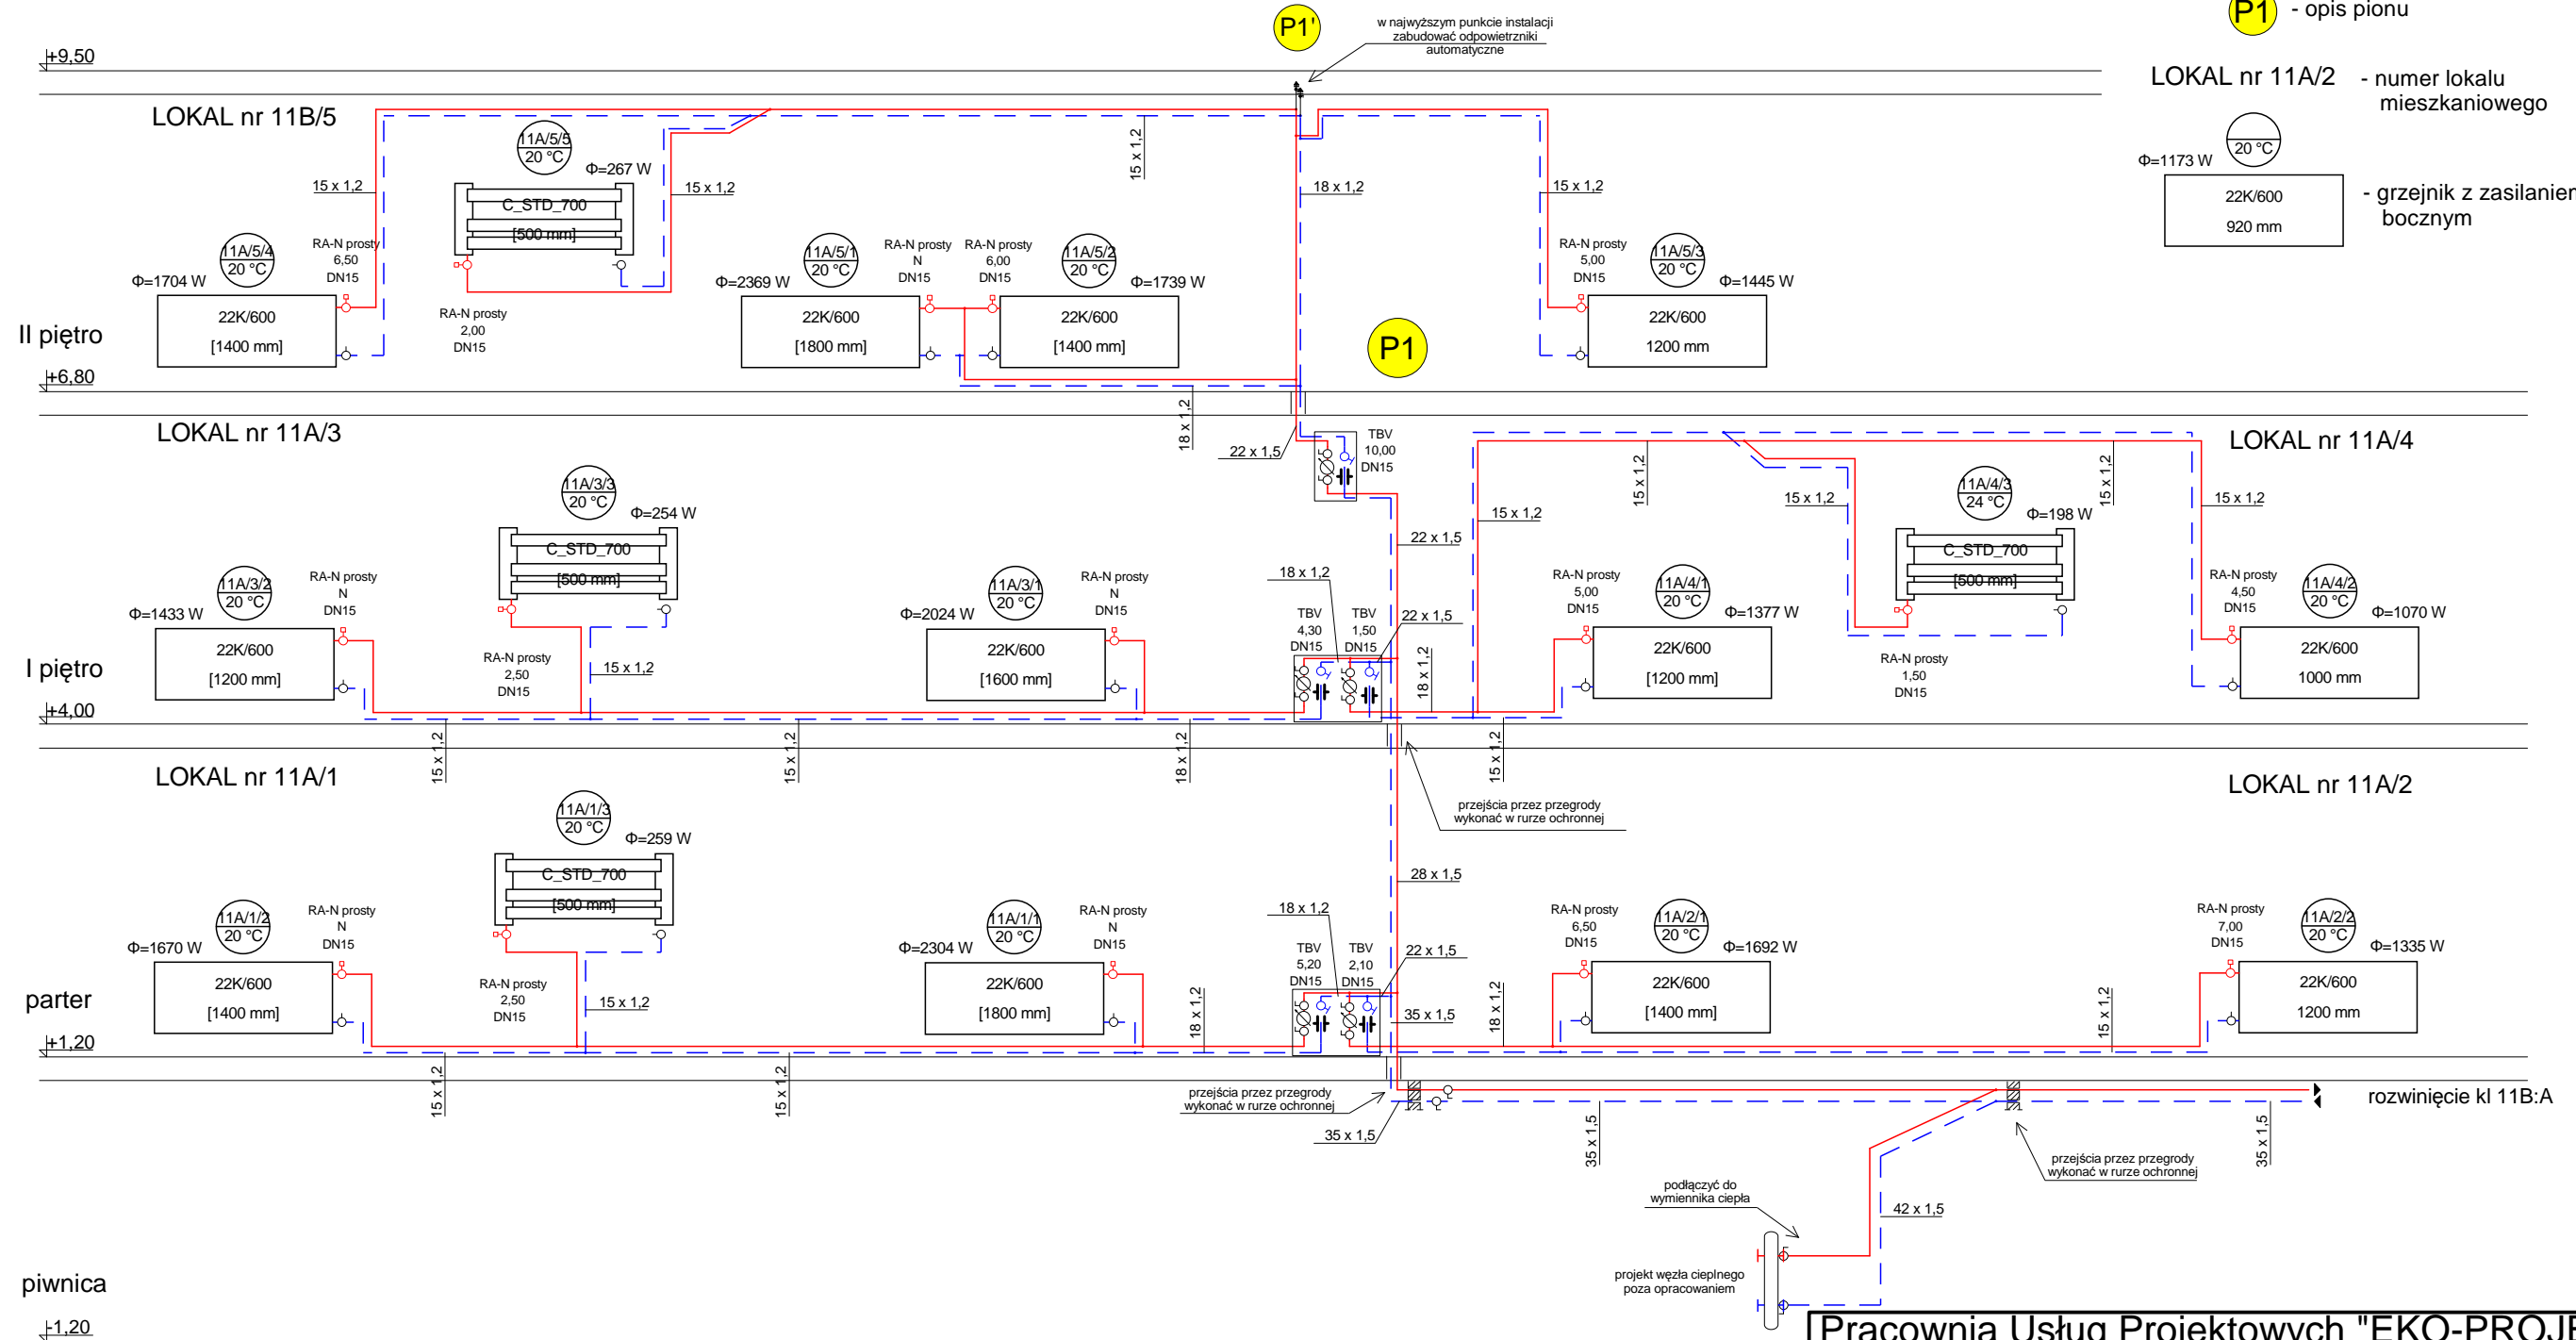 P1'
w najwyższym punkcie instalacji
zabudować odpowietrzniki
automatyczne
P1 - opis pionu
+9,50
LOKAL nr 11A/2 - numer lokalu
mieszkaniowego
20 °C
Φ=1173 W
22K/600
920 mm
- grzejnik z zasilaniem
bocznym
LOKAL nr 11B/5
11A/5/5
20 °C
Φ=267 W
C_STD_700
[500 mm]
15 x 1,2
15 x 1,2
15 x 1,2
18 x 1,2
15 x 1,2
11A/5/4
20 °C
Φ=1704 W
RA-N prosty
6,50
DN15
22K/600
[1400 mm]
RA-N prosty
2,00
DN15
11A/5/1
20 °C
Φ=2369 W
RA-N prosty
N
DN15
22K/600
[1800 mm]
RA-N prosty
6,00
DN15
11A/5/2
20 °C
Φ=1739 W
22K/600
[1400 mm]
RA-N prosty
5,00
DN15
11A/5/3
20 °C
Φ=1445 W
22K/600
1200 mm
II piętro
P1
+6,80
18 x 1,2
LOKAL nr 11A/3
22 x 1,5
TBV
10,00
DN15
LOKAL nr 11A/4
11A/3/3
20 °C
Φ=254 W
C_STD_700
[500 mm]
15 x 1,2
15 x 1,2
15 x 1,2
15 x 1,2
15 x 1,2
22 x 1,5
11A/4/3
24 °C
Φ=198 W
C_STD_700
[500 mm]
11A/3/2
20 °C
Φ=1433 W
RA-N prosty
N
DN15
22K/600
[1200 mm]
RA-N prosty
2,50
DN15
15 x 1,2
11A/3/1
20 °C
Φ=2024 W
RA-N prosty
N
DN15
22K/600
[1600 mm]
18 x 1,2
TBV
4,30
DN15
TBV
1,50
DN15
22 x 1,5
18 x 1,2
RA-N prosty
5,00
DN15
11A/4/1
20 °C
Φ=1377 W
22K/600
[1200 mm]
RA-N prosty
1,50
DN15
RA-N prosty
4,50
DN15
11A/4/2
20 °C
Φ=1070 W
22K/600
1000 mm
I piętro
+4,00
15 x 1,2
15 x 1,2
18 x 1,2
15 x 1,2
LOKAL nr 11A/1
LOKAL nr 11A/2
przejścia przez przegrody
wykonać w rurze ochronnej
11A/1/3
20 °C
Φ=259 W
C_STD_700
[500 mm]
28 x 1,5
11A/1/2
20 °C
Φ=1670 W
RA-N prosty
N
DN15
22K/600
[1400 mm]
RA-N prosty
2,50
DN15
15 x 1,2
11A/1/1
20 °C
Φ=2304 W
RA-N prosty
N
DN15
22K/600
[1800 mm]
18 x 1,2
18 x 1,2
TBV
5,20
DN15
TBV
2,10
DN15
22 x 1,5
35 x 1,5
18 x 1,2
RA-N prosty
6,50
DN15
11A/2/1
20 °C
Φ=1692 W
22K/600
[1400 mm]
15 x 1,2
RA-N prosty
7,00
DN15
11A/2/2
20 °C
Φ=1335 W
22K/600
1200 mm
parter
+1,20
15 x 1,2
15 x 1,2
przejścia przez przegrody
wykonać w rurze ochronnej
35 x 1,5
35 x 1,5
35 x 1,5
rozwinięcie kl 11B:A
przejścia przez przegrody
wykonać w rurze ochronnej
podłączyć do
wymiennika ciepła
42 x 1,5
projekt węzła cieplnego
poza opracowaniem
piwnica
-1,20
Pracownia Usług Projektowych "EKO-PROJ